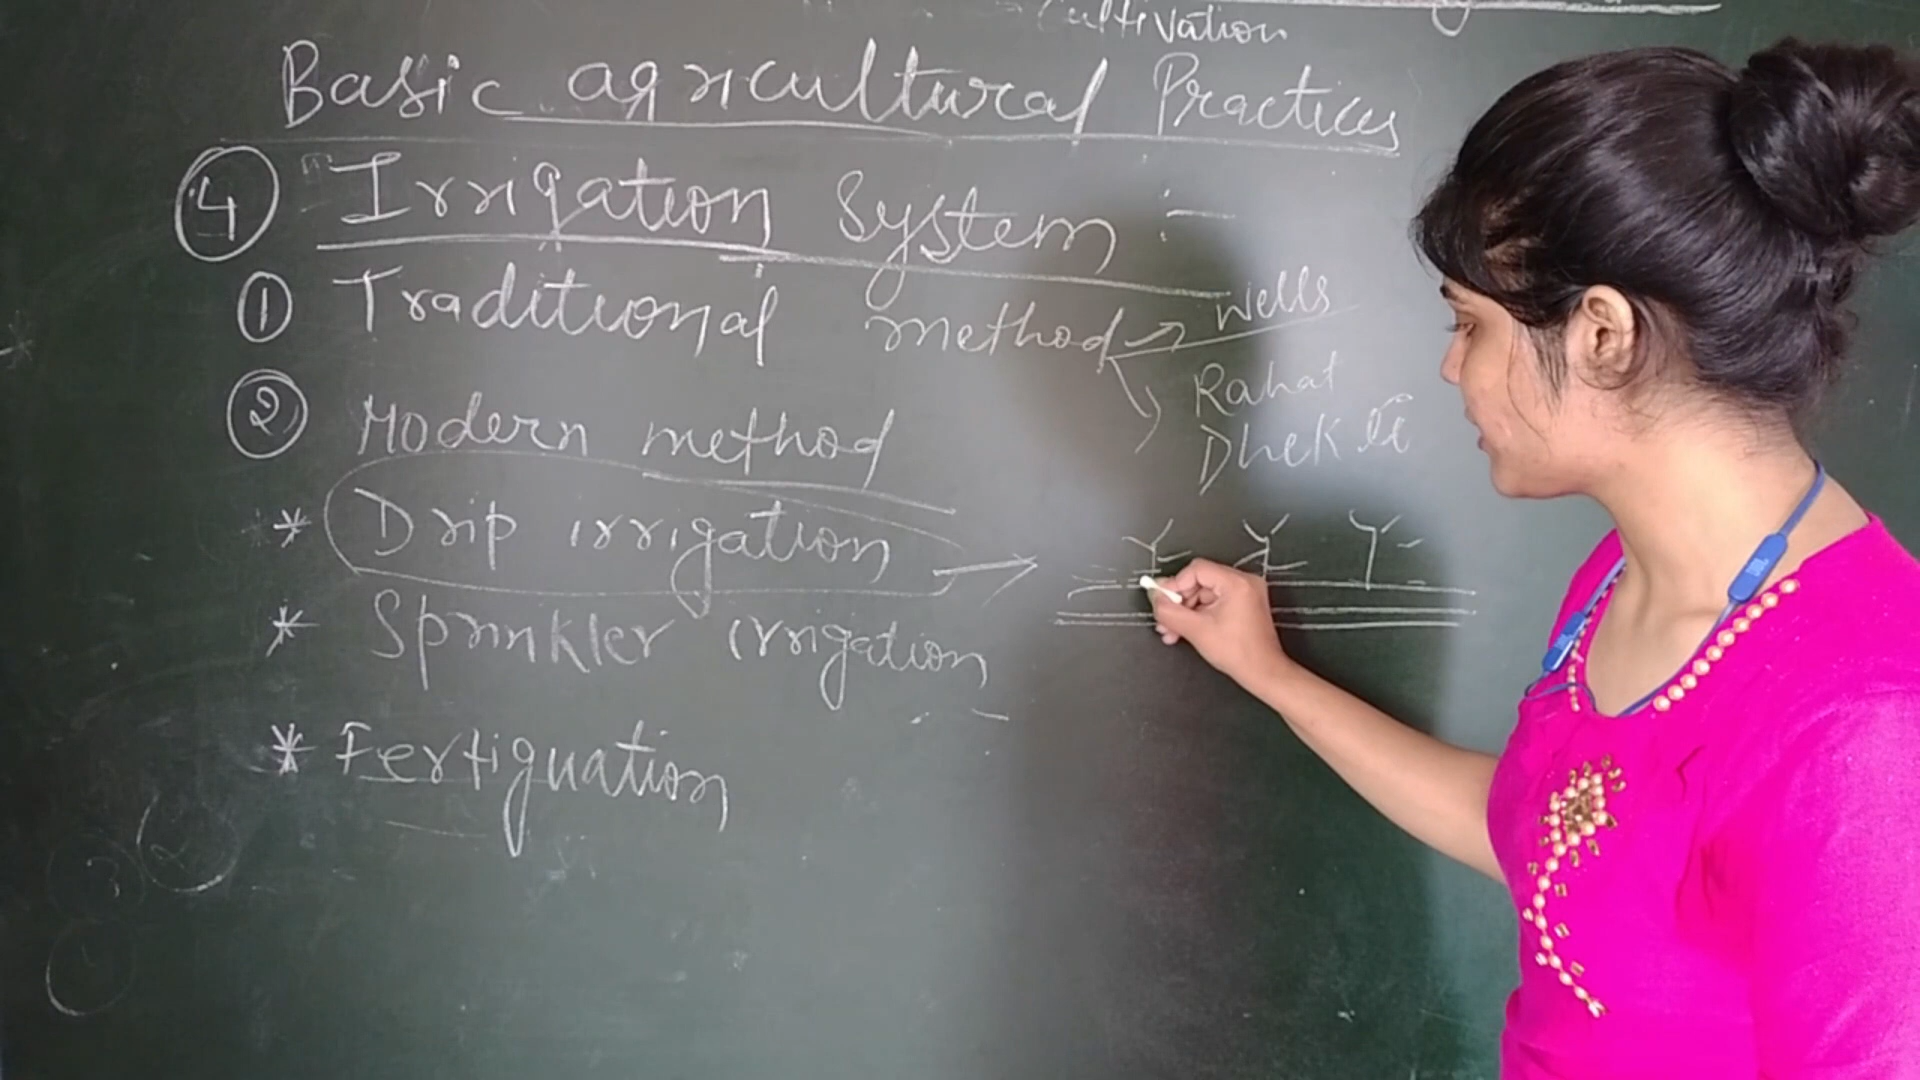 Cultivation
Basic agricultural Practices
4 Irrigation System :-
① Traditional method → Wells
Rahat
② Modern method
* Drip irrigation →
* Sprinkler irrigation
* Fertiguation